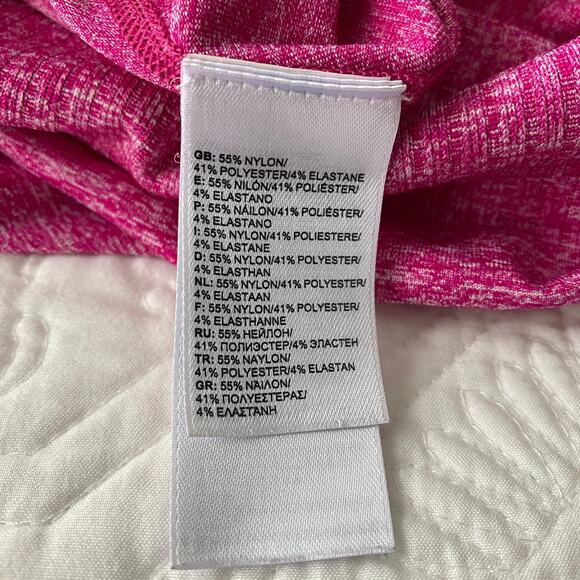 GB: 55% NYLON/
41% POLYESTER/4% ELASTANE
E: 55% NILÓN/41% POLIÉSTER/
4% ELASTANO
P: 55% NÁILON/41% POLIÉSTER/
4% ELASTANO
I: 55% NYLON/41% POLIESTERE/
4% ELASTANE
D: 55% NYLON/41% POLYESTER/
4% ELASTHAN
NL: 55% NYLON/41% POLYESTER/
4% ELASTAAN
F: 55% NYLON/41% POLYESTER/
4% ELASTHANNE
RU: 55% НЕЙЛОН/
41% ПОЛИЭСТЕР/4% ЭЛАСТЕН
TR: 55% NAYLON/
41% POLYESTER/4% ELASTAN
GR: 55% ΝΑΊΛΟΝ/
41% ΠΟΛΥΕΣΤΕΡΑΣ/
4% ΕΛΑΣΤΆΝΗ